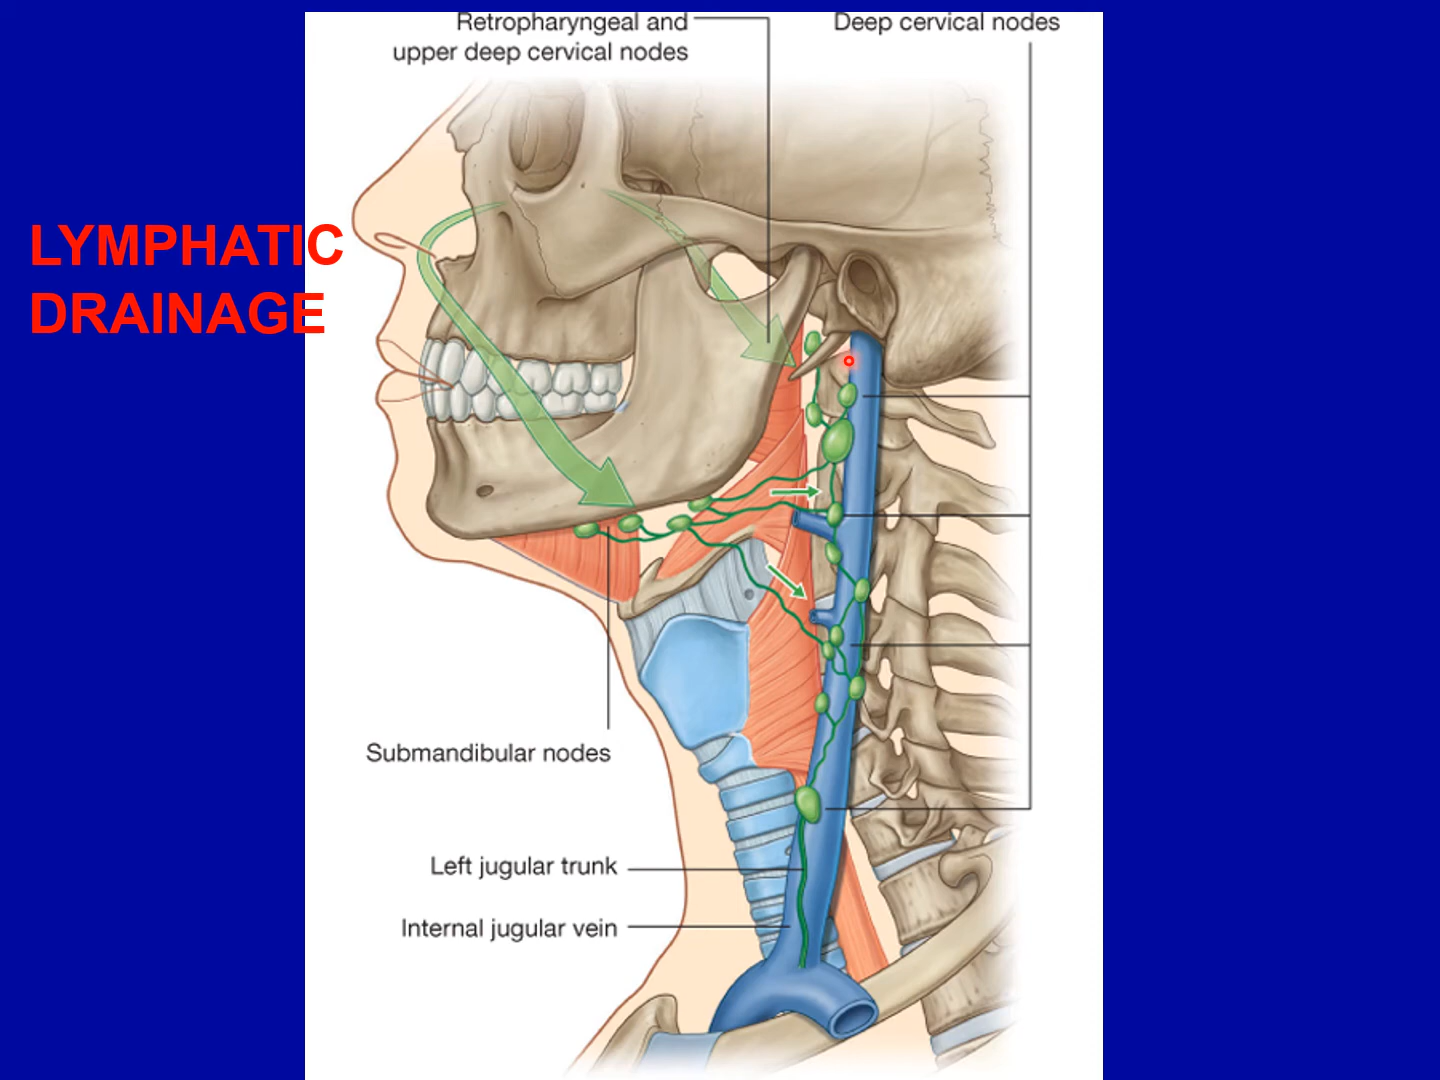 Retropharyngeal and
upper deep cervical nodes
Deep cervical nodes
LYMPHATIC
DRAINAGE
Submandibular nodes
Left jugular trunk
Internal jugular vein